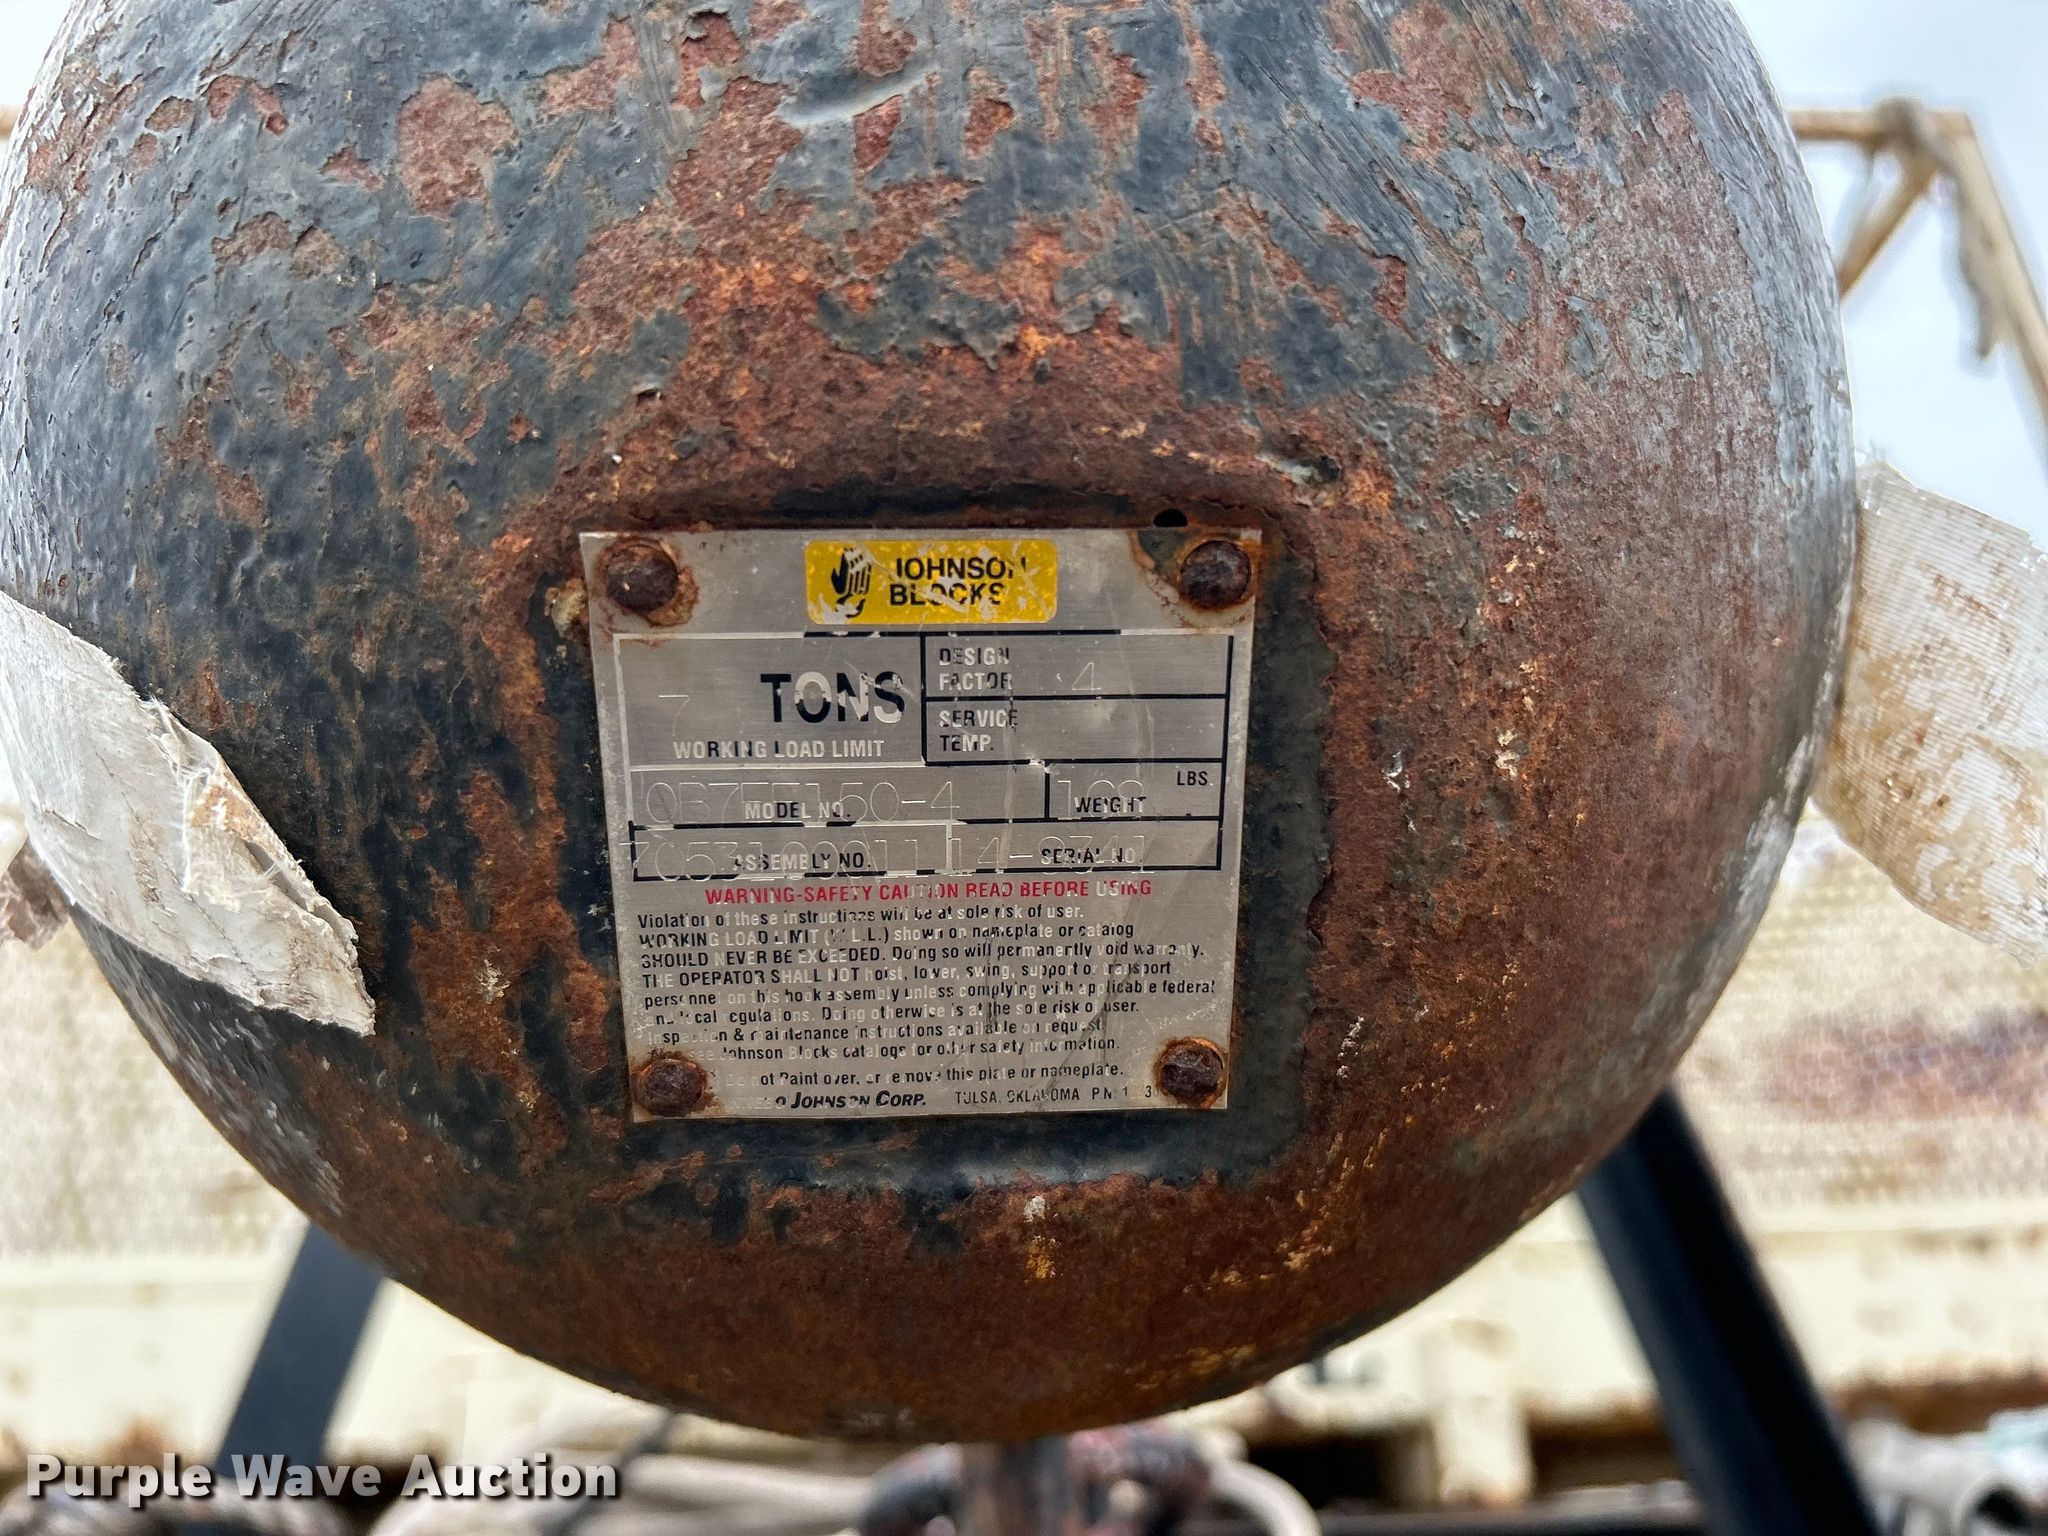 JOHNSON
BLOCKS
7 TONS
WORKING LOAD LIMIT
DESIGN
FACTOR 4
SERVICE
TEMP.
MODEL NO.
LBS.
WEIGHT
ASSEMBLY NO.
SERIAL NO.
WARNING-SAFETY CAUTION READ BEFORE USING
Violation of these instructions will be at sole risk of user.
WORKING LOAD LIMIT (W.L.L.) shown on nameplate or catalog
SHOULD NEVER BE EXCEEDED. Doing so will permanently void warranty.
THE OPERATOR SHALL NOT hoist, lower, swing, support or transport
personnel on this hook assembly unless complying with applicable federal
and local regulations. Doing otherwise is at the sole risk of user.
Inspection & maintenance instructions available on request.
see Johnson Blocks catalogs for other safety information.
Do not Paint over, or remove this plate or nameplate.
JOHNSON CORP. TULSA, OKLAHOMA P.N.
Purple Wave Auction